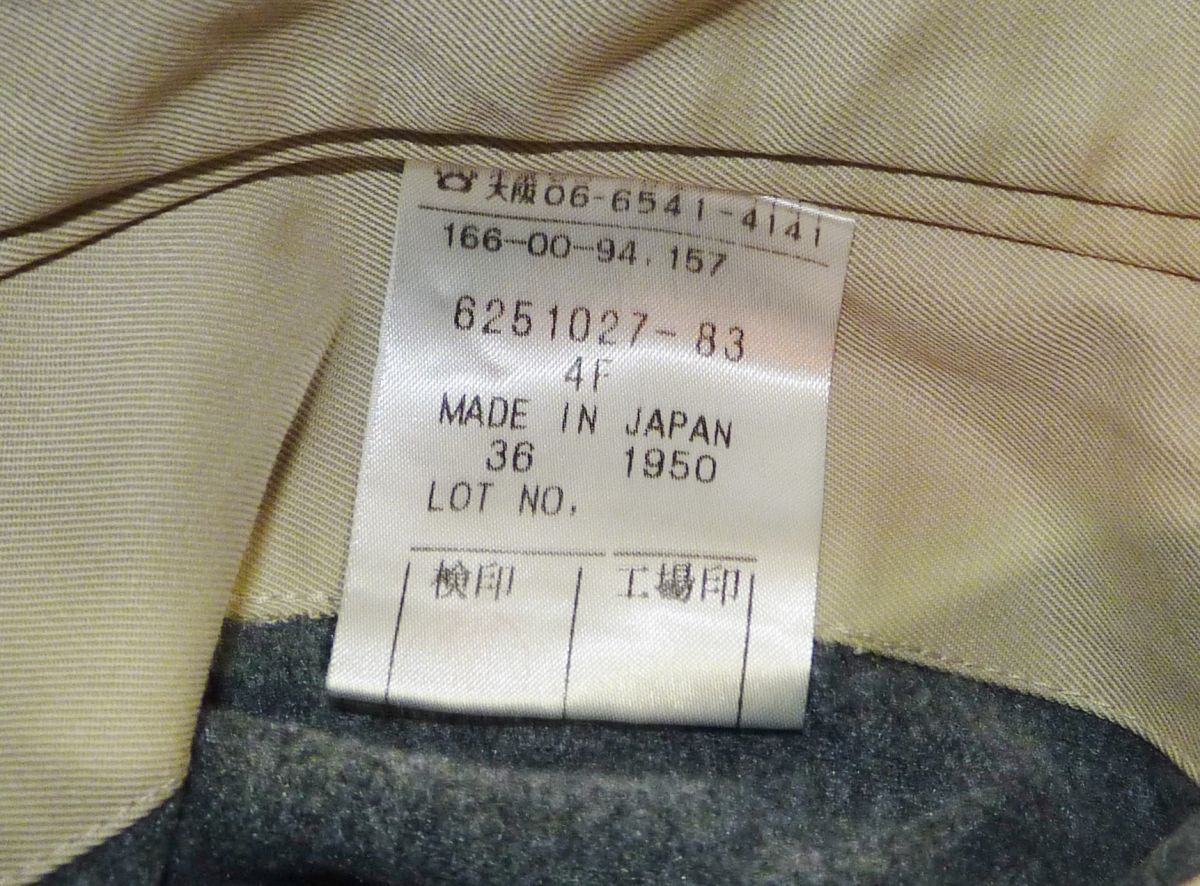 ☎大阪06-6541-4141
166-00-94.157
6251027-83
4F
MADE IN JAPAN
36 1950
LOT NO.
検印 工場印